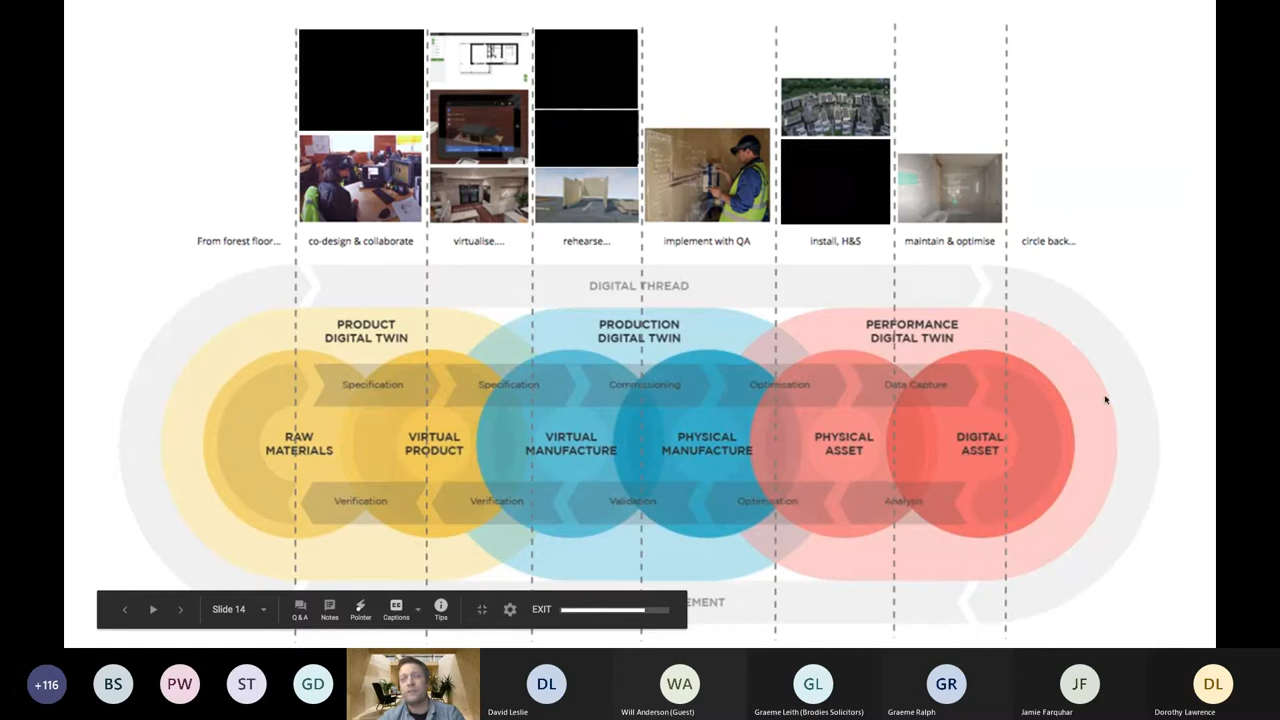 From forest floor...
co-design & collaborate
virtualise....
rehearse...
implement with QA
install, H&S
maintain & optimise
circle back...
DIGITAL THREAD
PRODUCT
DIGITAL TWIN
PRODUCTION
DIGITAL TWIN
PERFORMANCE
DIGITAL TWIN
Specification
Specification
Commissioning
Optimisation
Data Capture
RAW
MATERIALS
VIRTUAL
PRODUCT
VIRTUAL
MANUFACTURE
PHYSICAL
MANUFACTURE
PHYSICAL
ASSET
DIGITAL
ASSET
Verification
Verification
Validation
Optimisation
Analysis
Slide 14
Q & A
Notes
Pointer
Captions
Tips
EXIT
EMENT
+116
BS
PW
ST
GD
DL
WA
GL
GR
JF
DL
David Leslie
Will Anderson (Guest)
Graeme Leith (Brodies Solicitors)
Graeme Ralph
Jamie Farquhar
Dorothy Lawrence